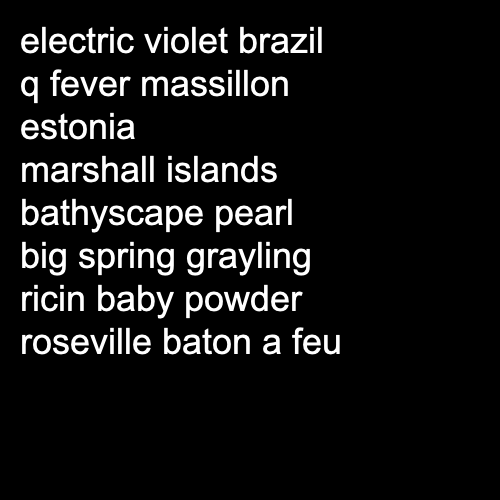 electric violet brazil
q fever massillon
estonia
marshall islands
bathyscape pearl
big spring grayling
ricin baby powder
roseville baton a feu